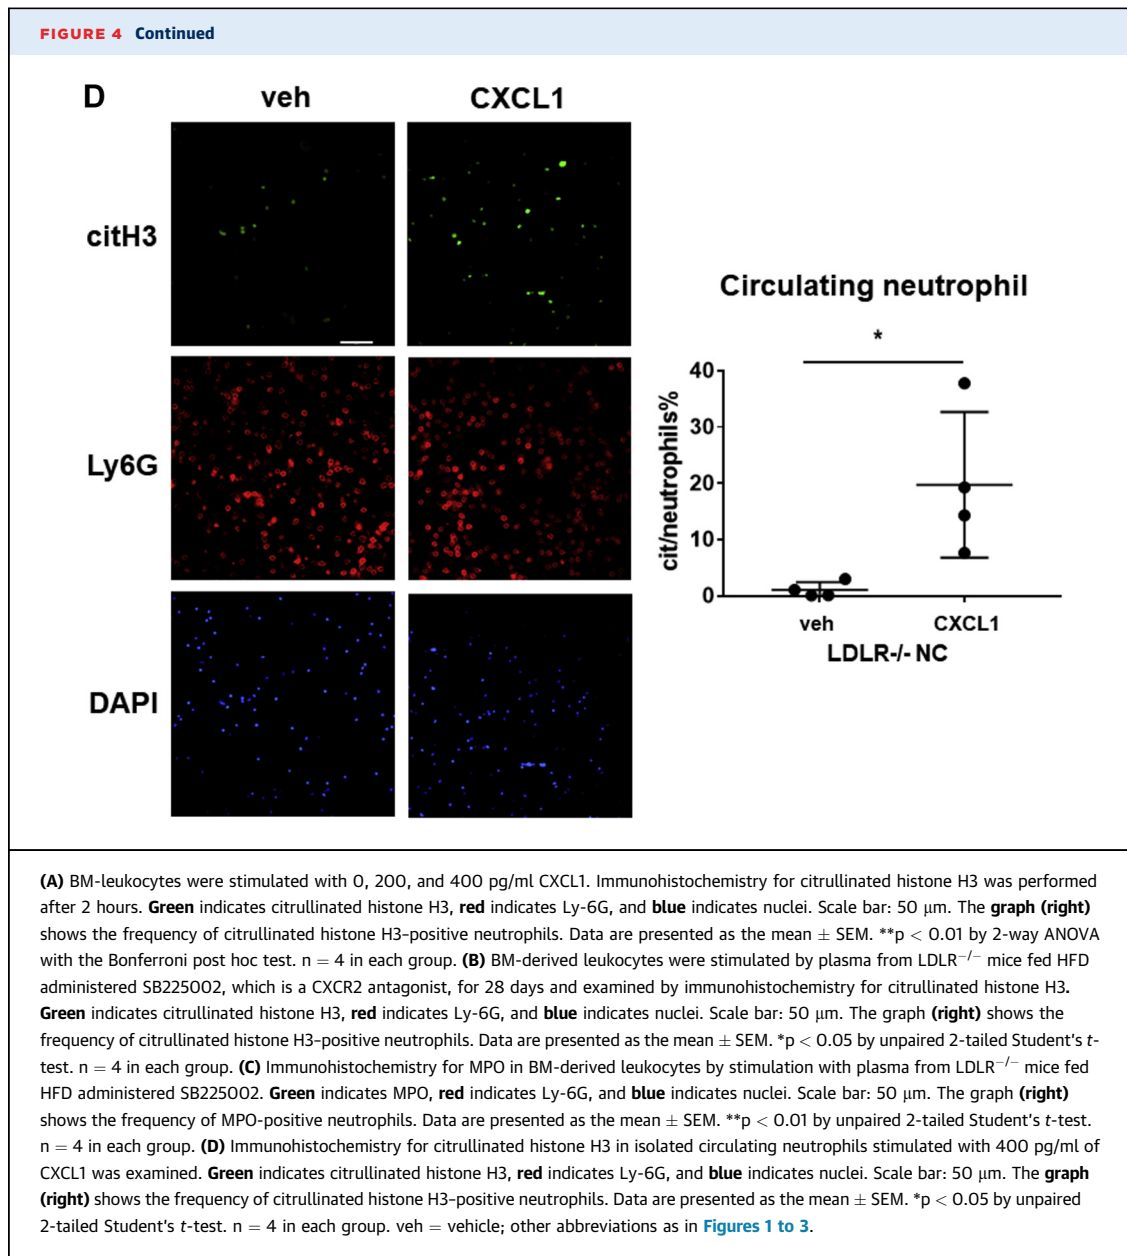 FIGURE 4 Continued
D
veh
CXCL1
citH3
Ly6G
DAPI
Circulating neutrophil
*
cit/neutrophils%
40
30
20
10
0
veh
CXCL1
LDLR-/- NC
(A) BM-leukocytes were stimulated with 0, 200, and 400 pg/ml CXCL1. Immunohistochemistry for citrullinated histone H3 was performed
after 2 hours. Green indicates citrullinated histone H3, red indicates Ly-6G, and blue indicates nuclei. Scale bar: 50 μm. The graph (right)
shows the frequency of citrullinated histone H3–positive neutrophils. Data are presented as the mean ± SEM. **p < 0.01 by 2-way ANOVA
with the Bonferroni post hoc test. n = 4 in each group. (B) BM-derived leukocytes were stimulated by plasma from LDLR−/− mice fed HFD
administered SB225002, which is a CXCR2 antagonist, for 28 days and examined by immunohistochemistry for citrullinated histone H3.
Green indicates citrullinated histone H3, red indicates Ly-6G, and blue indicates nuclei. Scale bar: 50 μm. The graph (right) shows the
frequency of citrullinated histone H3–positive neutrophils. Data are presented as the mean ± SEM. *p < 0.05 by unpaired 2-tailed Student's t-
test. n = 4 in each group. (C) Immunohistochemistry for MPO in BM-derived leukocytes by stimulation with plasma from LDLR−/− mice fed
HFD administered SB225002. Green indicates MPO, red indicates Ly-6G, and blue indicates nuclei. Scale bar: 50 μm. The graph (right)
shows the frequency of MPO-positive neutrophils. Data are presented as the mean ± SEM. **p < 0.01 by unpaired 2-tailed Student's t-test.
n = 4 in each group. (D) Immunohistochemistry for citrullinated histone H3 in isolated circulating neutrophils stimulated with 400 pg/ml of
CXCL1 was examined. Green indicates citrullinated histone H3, red indicates Ly-6G, and blue indicates nuclei. Scale bar: 50 μm. The graph
(right) shows the frequency of citrullinated histone H3–positive neutrophils. Data are presented as the mean ± SEM. *p < 0.05 by unpaired
2-tailed Student's t-test. n = 4 in each group. veh = vehicle; other abbreviations as in Figures 1 to 3.